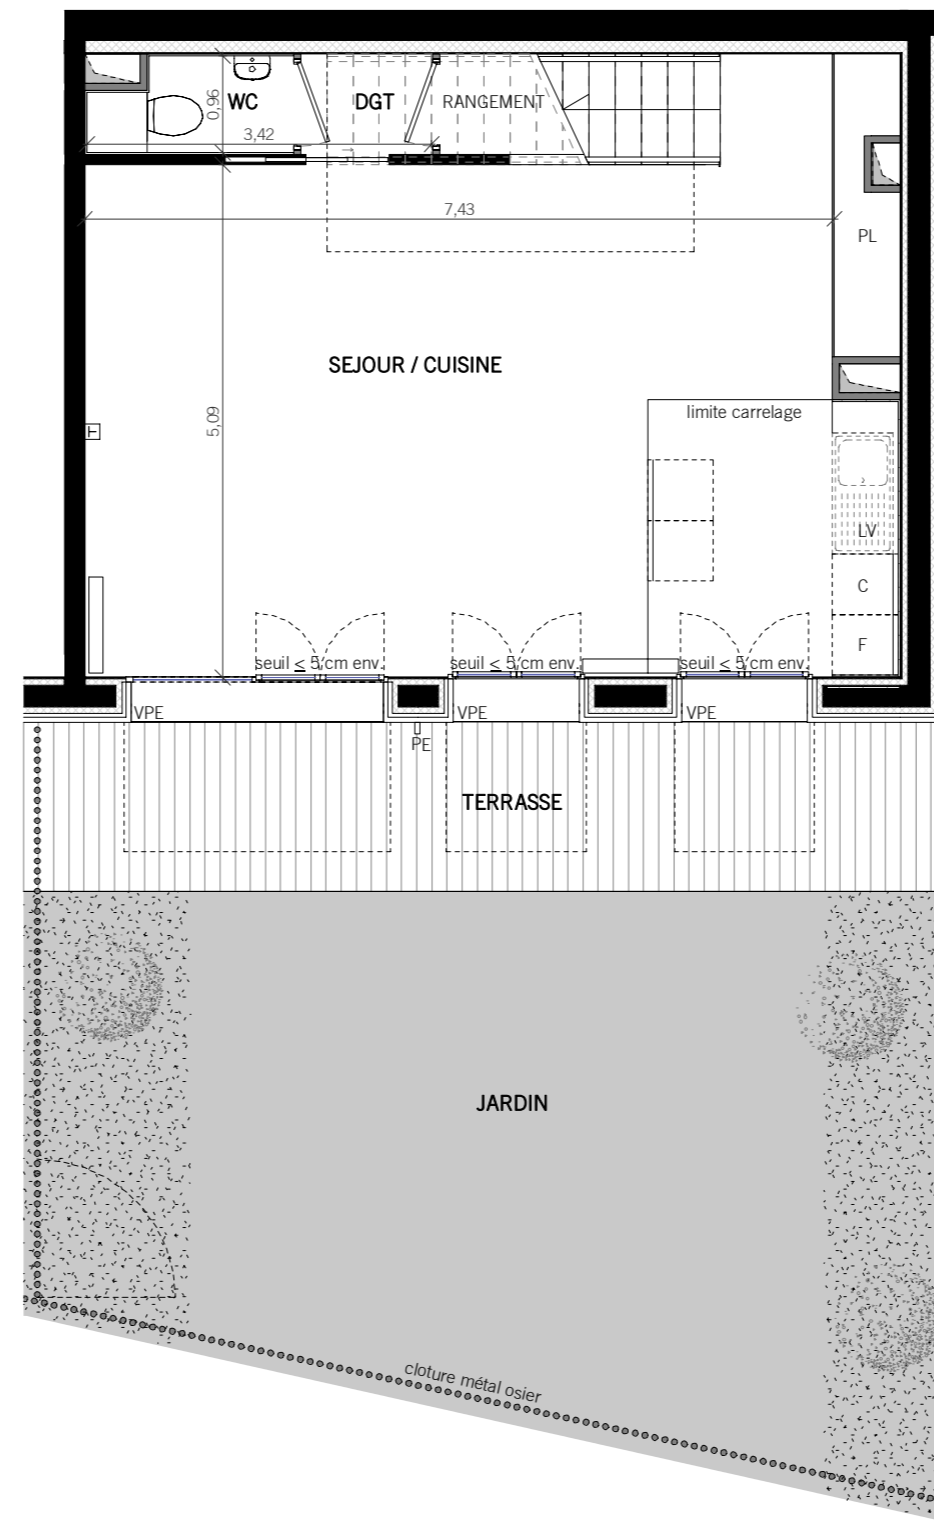 WC
DGT
RANGEMENT
0,96
3,42
7,43
PL
SEJOUR / CUISINE
5,09
limite carrelage
T
LV
C
F
seuil ≤ 5 cm env.
seuil ≤ 5 cm env.
seuil ≤ 5 cm env.
VPE
VPE
VPE
PE
TERRASSE
JARDIN
cloture métal osier